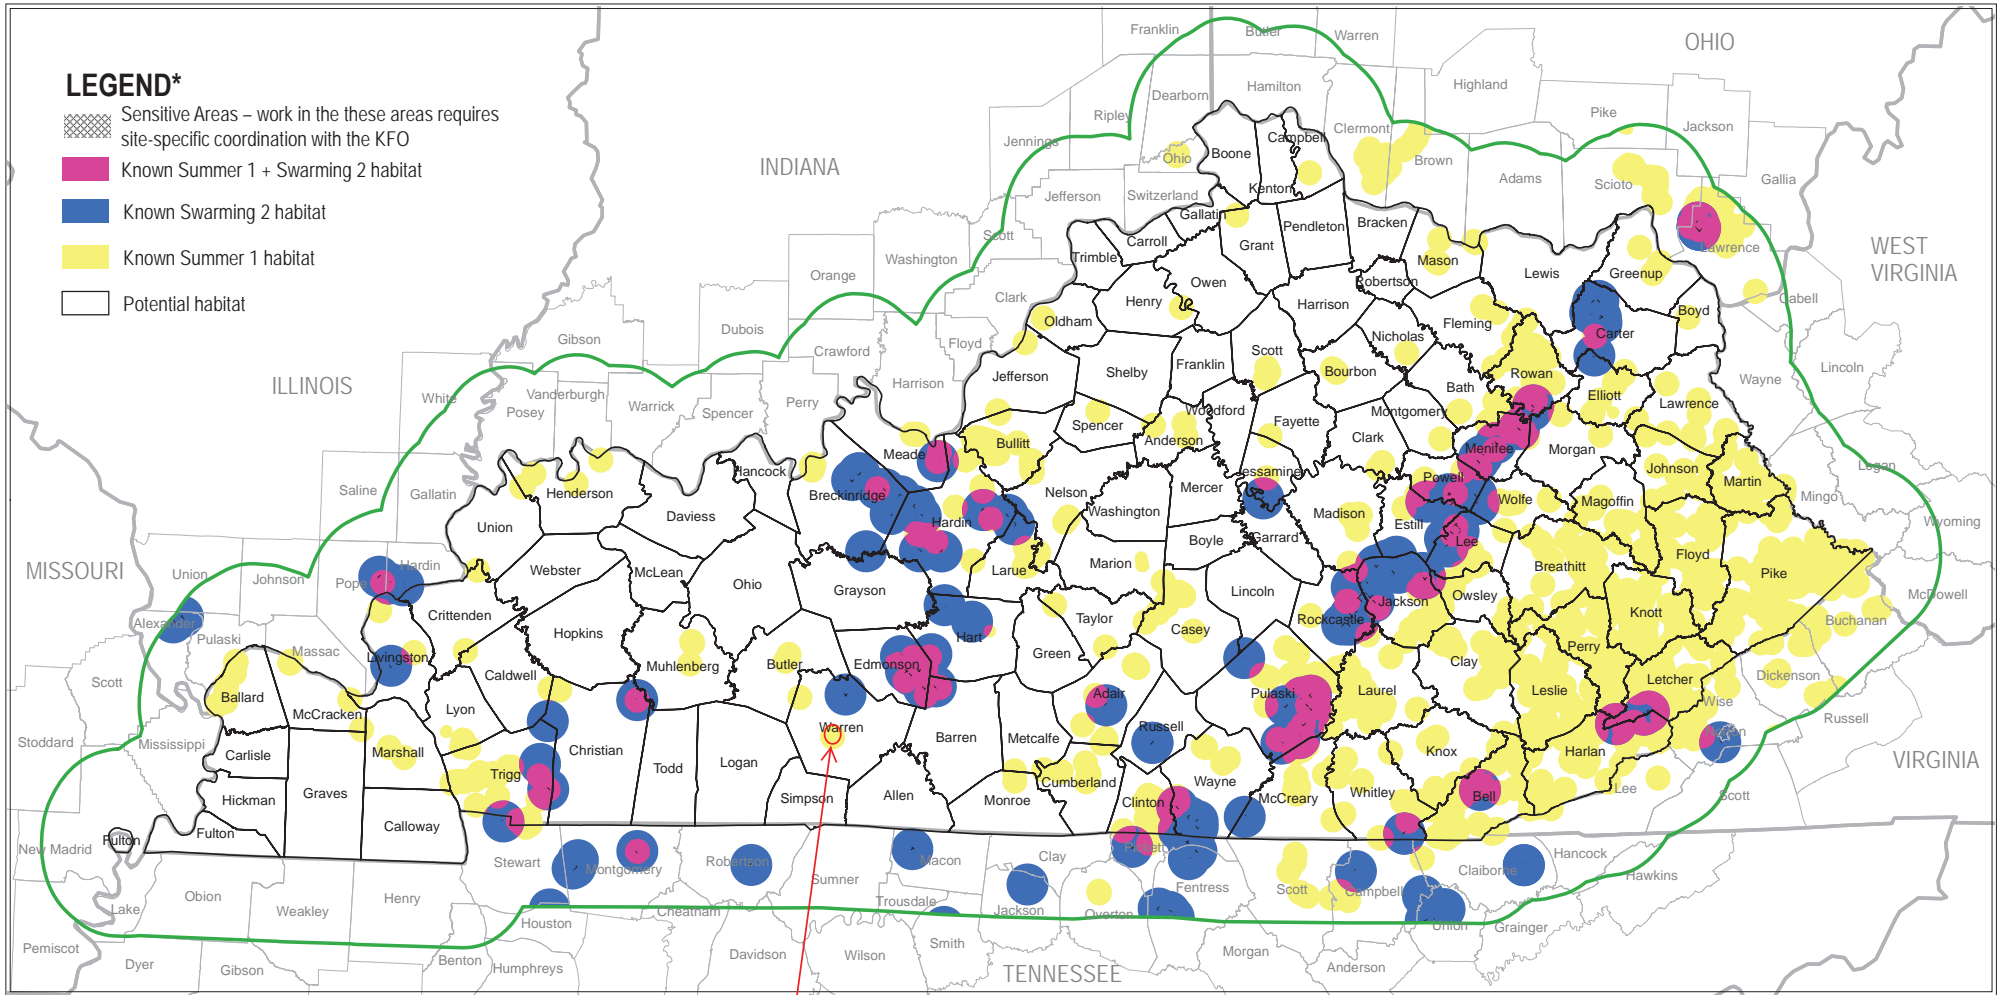 LEGEND*
Sensitive Areas – work in the these areas requires
site-specific coordination with the KFO
Known Summer 1 + Swarming 2 habitat
Known Swarming 2 habitat
Known Summer 1 habitat
Potential habitat
OHIO
INDIANA
ILLINOIS
MISSOURI
WEST
VIRGINIA
VIRGINIA
TENNESSEE
Franklin
Butler
Warren
Highland
Pike
Jackson
Gallia
Hamilton
Dearborn
Ripley
Jennings
Ohio
Clermont
Brown
Adams
Scioto
Lawrence
Cabell
Wayne
Lincoln
Logan
Mingo
Wyoming
McDowell
Buchanan
Dickenson
Russell
Wise
Scott
Lee
Jefferson
Switzerland
Scott
Washington
Orange
Clark
Floyd
Harrison
Crawford
Dubois
Gibson
Perry
Spencer
Warrick
Vanderburgh
Posey
White
Saline
Gallatin
Hardin
Pope
Johnson
Union
Alexander
Pulaski
Massac
Scott
Stoddard
Mississippi
New Madrid
Pemiscot
Lake
Dyer
Obion
Gibson
Weakley
Henry
Benton
Humphreys
Stewart
Houston
Montgomery
Robertson
Cheatham
Davidson
Sumner
Wilson
Trousdale
Macon
Smith
Clay
Jackson
Overton
Pickett
Fentress
Morgan
Scott
Anderson
Campbell
Union
Claiborne
Grainger
Hancock
Hawkins
Boone
Campbell
Kenton
Gallatin
Carroll
Trimble
Grant
Pendleton
Bracken
Mason
Robertson
Lewis
Greenup
Boyd
Carter
Owen
Henry
Harrison
Oldham
Nicholas
Fleming
Rowan
Elliott
Lawrence
Jefferson
Shelby
Franklin
Scott
Bourbon
Bath
Montgomery
Woodford
Fayette
Clark
Menifee
Morgan
Johnson
Martin
Spencer
Anderson
Bullitt
Meade
Hancock
Breckinridge
Hardin
Nelson
Washington
Mercer
Jessamine
Madison
Powell
Estill
Wolfe
Magoffin
Floyd
Pike
Lee
Breathitt
Garrard
Boyle
Marion
Larue
Henderson
Union
Daviess
Webster
McLean
Ohio
Grayson
Hart
Taylor
Green
Casey
Lincoln
Rockcastle
Jackson
Owsley
Knott
Perry
Letcher
Leslie
Clay
Laurel
Pulaski
Crittenden
Livingston
Hopkins
Muhlenberg
Butler
Edmonson
Caldwell
Lyon
Ballard
McCracken
Carlisle
Marshall
Graves
Hickman
Fulton
Fulton
Calloway
Trigg
Christian
Todd
Logan
Warren
Simpson
Allen
Barren
Metcalfe
Monroe
Cumberland
Adair
Russell
Clinton
Wayne
McCreary
Whitley
Knox
Bell
Harlan